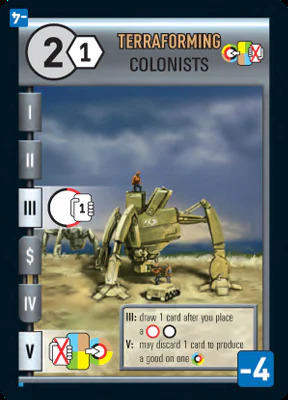 -4
2 1 TERRAFORMING
COLONISTS
I
II
III 1
$
IV
V
III: draw 1 card after you place
a
V: may discard 1 card to produce
a good on one
-4